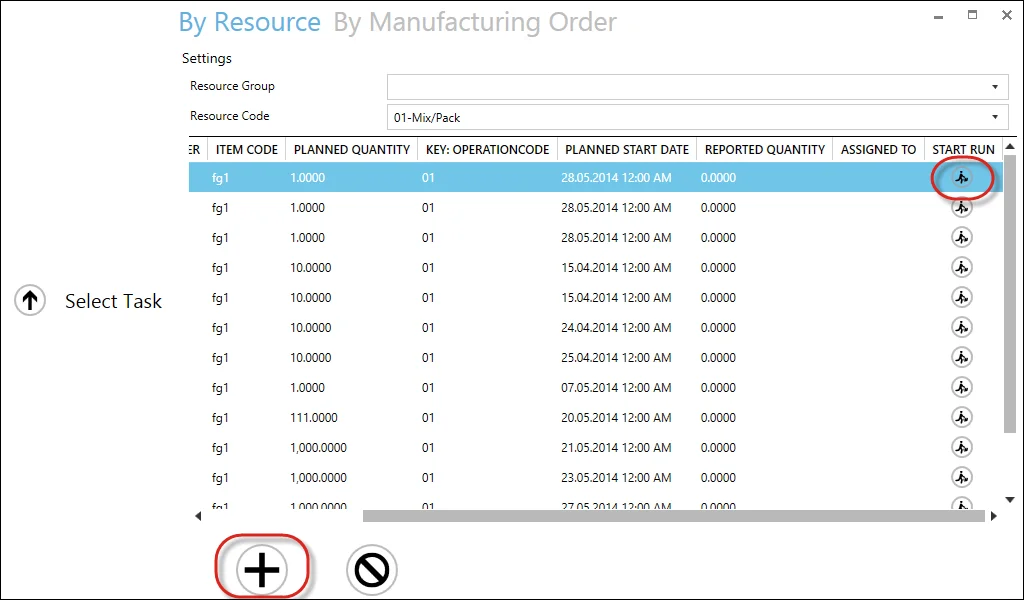 By Resource By Manufacturing Order
Settings
Resource Group
Resource Code 01-Mix/Pack
ER ITEM CODE PLANNED QUANTITY KEY: OPERATIONCODE PLANNED START DATE REPORTED QUANTITY ASSIGNED TO START RUN
fg1 1.0000 01 28.05.2014 12:00 AM 0.0000
fg1 1.0000 01 28.05.2014 12:00 AM 0.0000
fg1 1.0000 01 28.05.2014 12:00 AM 0.0000
fg1 10.0000 01 15.04.2014 12:00 AM 0.0000
Select Task
fg1 10.0000 01 15.04.2014 12:00 AM 0.0000
fg1 10.0000 01 24.04.2014 12:00 AM 0.0000
fg1 10.0000 01 25.04.2014 12:00 AM 0.0000
fg1 1.0000 01 07.05.2014 12:00 AM 0.0000
fg1 111.0000 01 20.05.2014 12:00 AM 0.0000
fg1 1,000.0000 01 21.05.2014 12:00 AM 0.0000
fg1 1,000.0000 01 23.05.2014 12:00 AM 0.0000
fg1 1,000.0000 01 27.05.2014 12:00 AM 0.0000